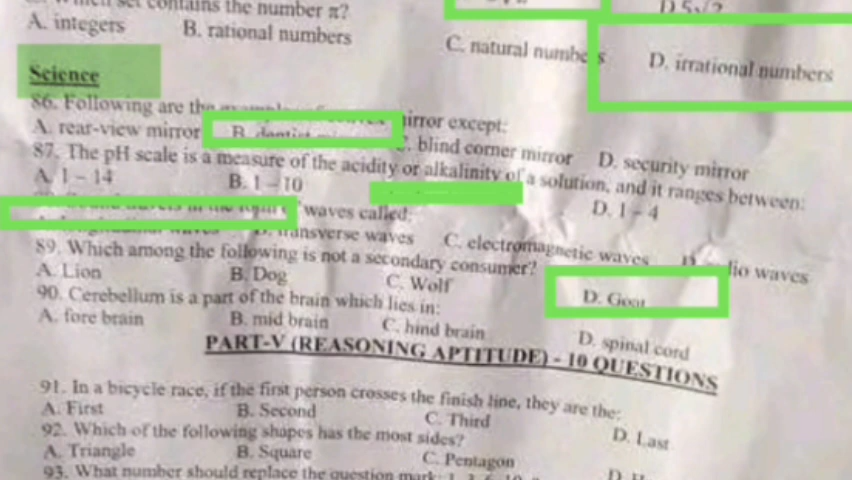 contains the number π?
A. integers B. rational numbers C. natural numbe s D. irrational numbers
Science
86. Following are the mirror except:
A. rear-view mirror B. dentist C. blind corner mirror D. security mirror
87. The pH scale is a measure of the acidity or alkalinity of a solution, and it ranges between:
A. 1 – 14 B. 1 – 10 D. 1 – 4
waves called:
transverse waves C. electromagnetic waves dio waves
89. Which among the following is not a secondary consumer?
A. Lion B. Dog C. Wolf D. Goat
90. Cerebellum is a part of the brain which lies in:
A. fore brain B. mid brain C. hind brain D. spinal cord
PART-V (REASONING APTITUDE) - 10 QUESTIONS
91. In a bicycle race, if the first person crosses the finish line, they are the:
A. First B. Second C. Third D. Last
92. Which of the following shapes has the most sides?
A. Triangle B. Square C. Pentagon
93. What number should replace the question mark